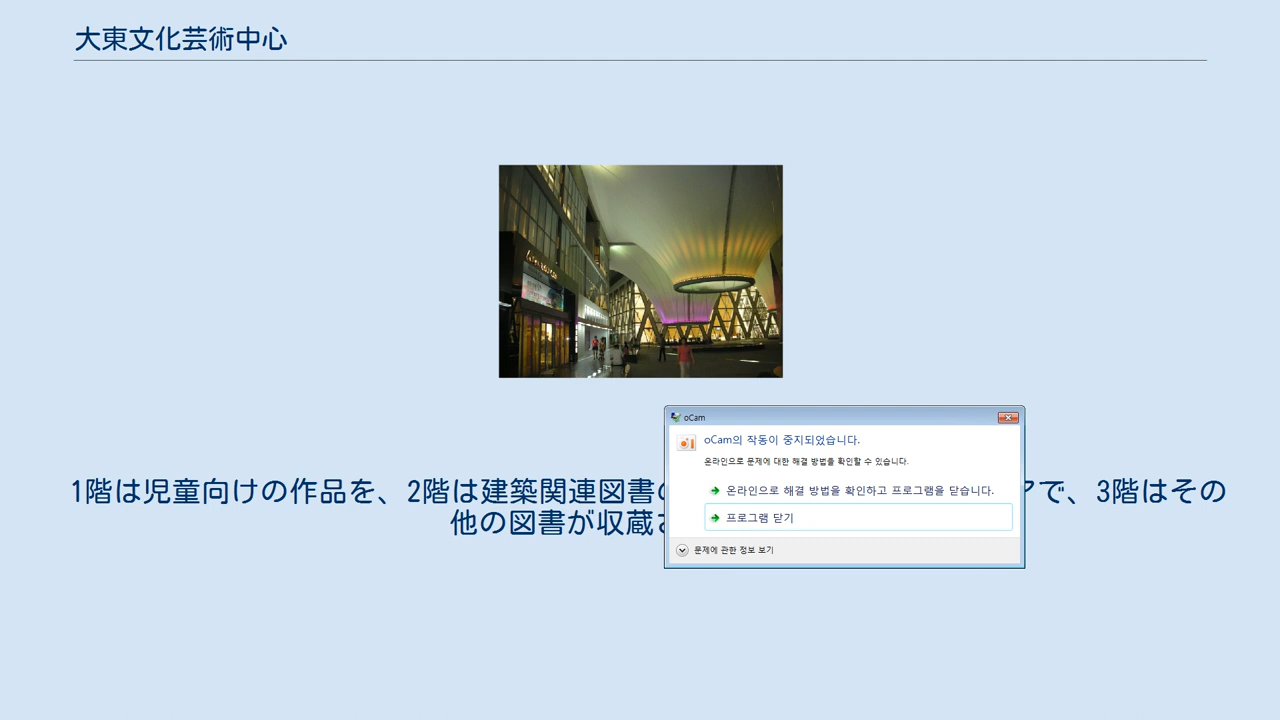 大東文化芸術中心
oCam
oCam의 작동이 중지되었습니다.
온라인으로 문제에 대한 해결 방법을 확인할 수 있습니다.
온라인으로 해결 방법을 확인하고 프로그램을 닫습니다.
프로그램 닫기
문제에 관한 정보 보기
1階は児童向けの作品を、2階は建築関連図書の アで、3階はその
他の図書が収蔵さ